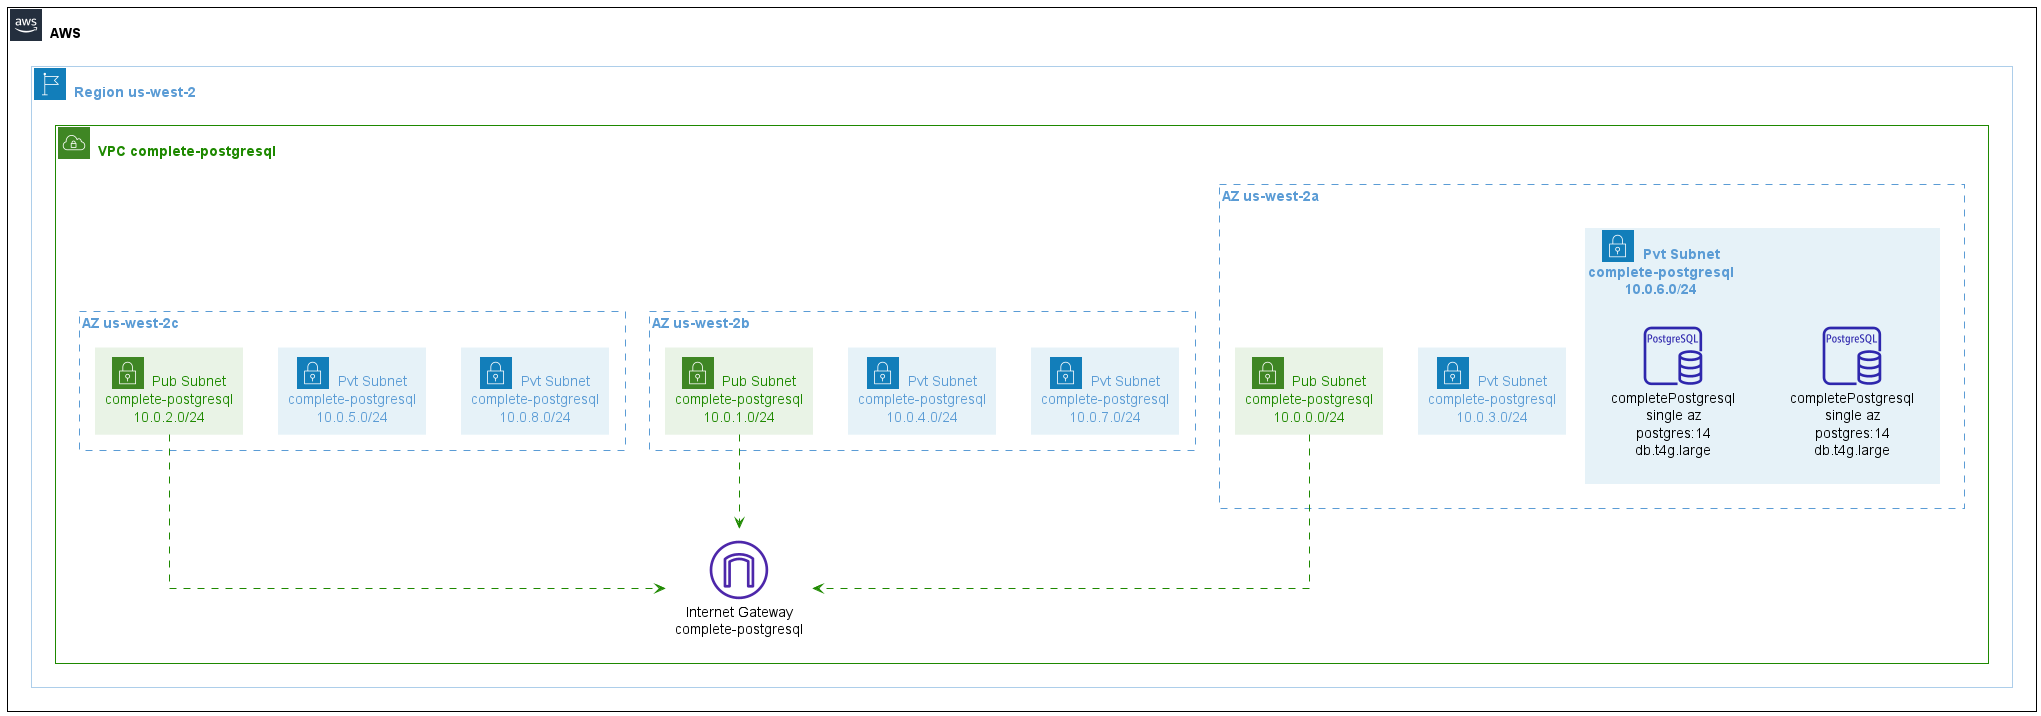 aws
AWS
Region us-west-2
VPC complete-postgresql
AZ us-west-2a
Pvt Subnet
complete-postgresql
10.0.6.0/24
PostgreSQL
completePostgresql
single az
postgres:14
db.t4g.large
PostgreSQL
completePostgresql
single az
postgres:14
db.t4g.large
AZ us-west-2c
Pub Subnet
complete-postgresql
10.0.2.0/24
Pvt Subnet
complete-postgresql
10.0.5.0/24
Pvt Subnet
complete-postgresql
10.0.8.0/24
AZ us-west-2b
Pub Subnet
complete-postgresql
10.0.1.0/24
Pvt Subnet
complete-postgresql
10.0.4.0/24
Pvt Subnet
complete-postgresql
10.0.7.0/24
Pub Subnet
complete-postgresql
10.0.0.0/24
Pvt Subnet
complete-postgresql
10.0.3.0/24
Internet Gateway
complete-postgresql